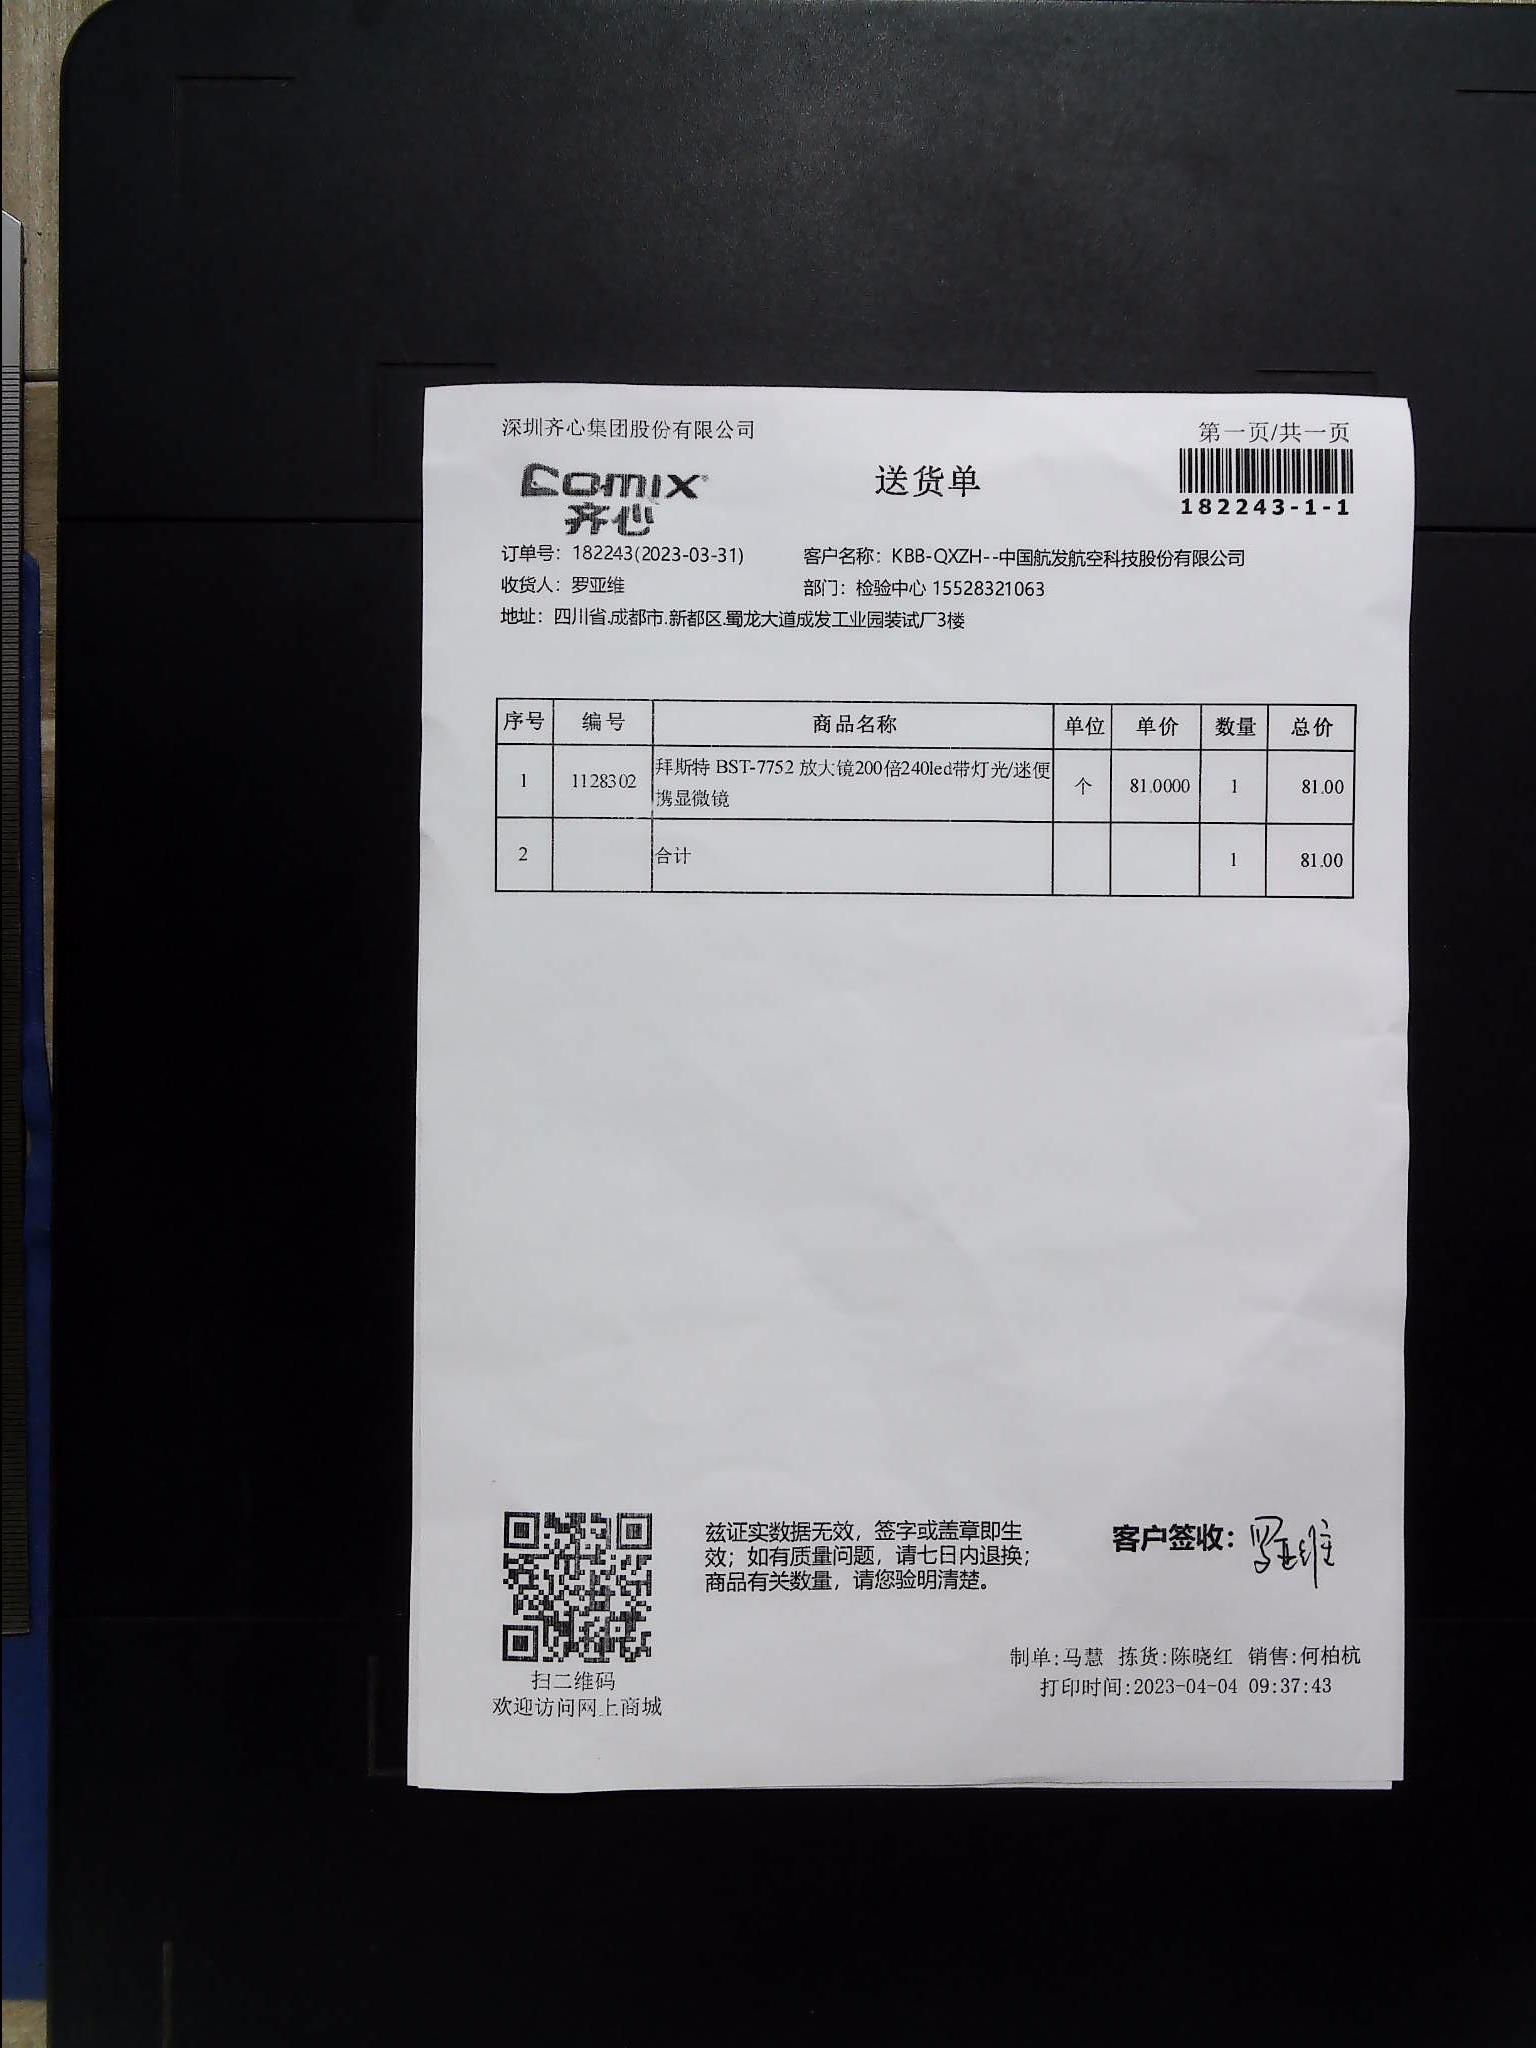 深圳齐心集团股份有限公司
第一页/共一页
Comix
齐心
送货单
182243-1-1
订单号：182243(2023-03-31) 客户名称：KBB-QXZH--中国航发航空科技股份有限公司
收货人：罗亚维 部门：检验中心 15528321063
地址：四川省.成都市.新都区.蜀龙大道成发工业园装试厂3楼
序号 编号 商品名称 单位 单价 数量 总价
1 1128302 拜斯特 BST-7752 放大镜200倍240led带灯光/迷便 个 81.0000 1 81.00
携显微镜
2 合计 1 81.00
兹证实数据无效，签字或盖章即生
效；如有质量问题，请七日内退换；
商品有关数量，请您验明清楚。
客户签收：罗亚维
扫二维码
欢迎访问网上商城
制单:马慧 拣货:陈晓红 销售:何柏杭
打印时间:2023-04-04 09:37:43